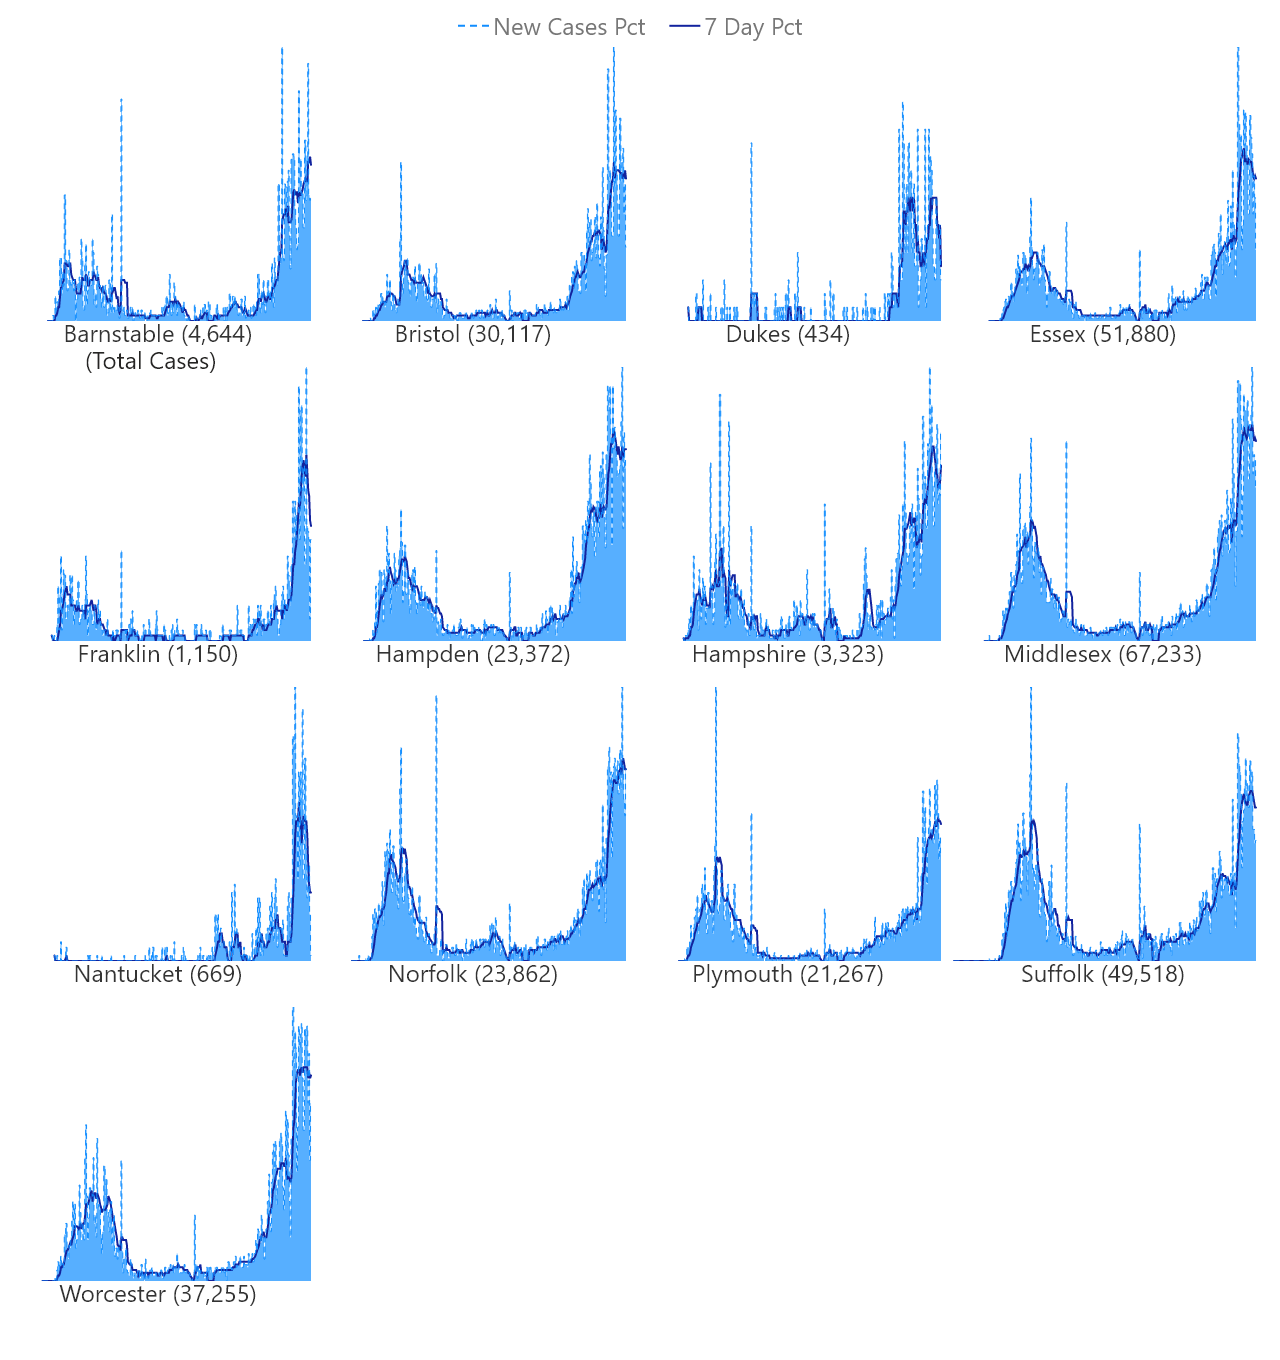 New Cases Pct 7 Day Pct
Barnstable (4,644) Bristol (30,117) Dukes (434) Essex (51,880)
(Total Cases)
Franklin (1,150) Hampden (23,372) Hampshire (3,323) Middlesex (67,233)
Nantucket (669) Norfolk (23,862) Plymouth (21,267) Suffolk (49,518)
Worcester (37,255)